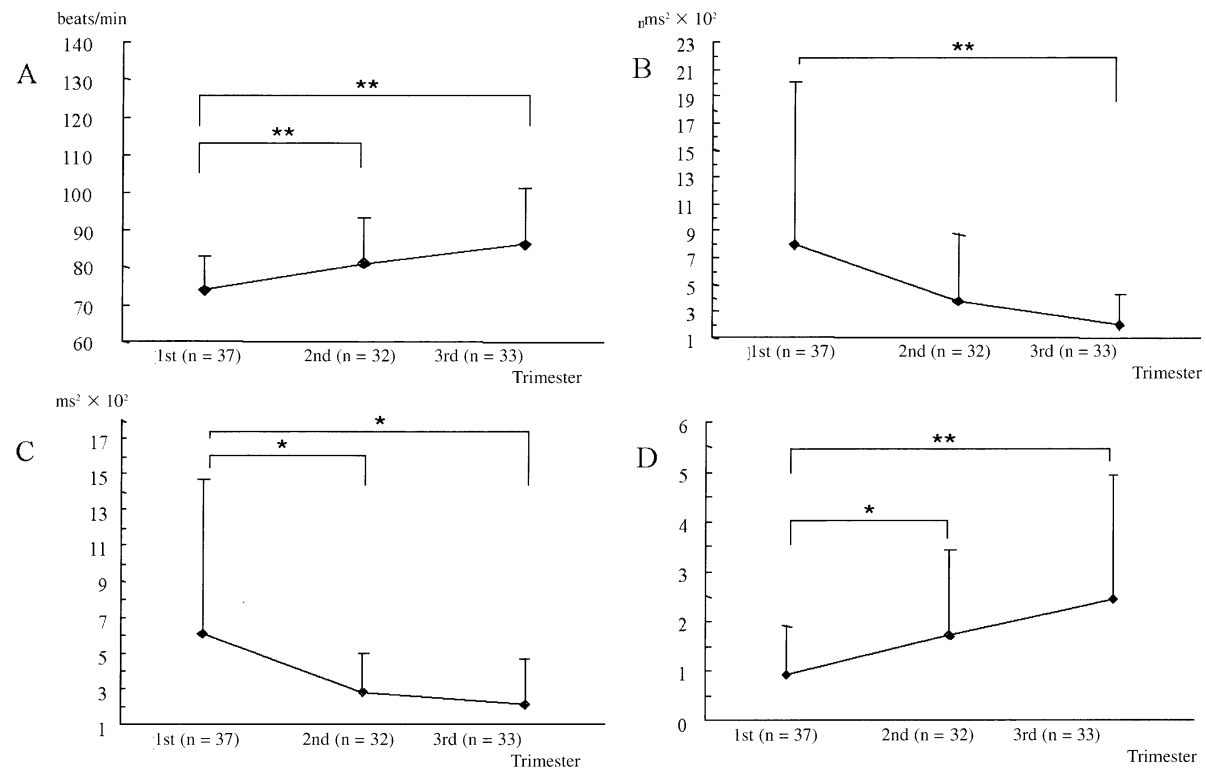 beats/min
A
140
130
120
110
100
90
80
70
60
**
**
1st (n = 37) 2nd (n = 32) 3rd (n = 33)
Trimester
ms² × 10²
B
23
21
19
17
15
13
11
9
7
5
3
1
**
1st (n = 37) 2nd (n = 32) 3rd (n = 33)
Trimester
ms² × 10²
C
17
15
13
11
9
7
5
3
1
*
*
1st (n = 37) 2nd (n = 32) 3rd (n = 33)
Trimester
D
6
5
4
3
2
1
0
**
*
1st (n = 37) 2nd (n = 32) 3rd (n = 33)
Trimester